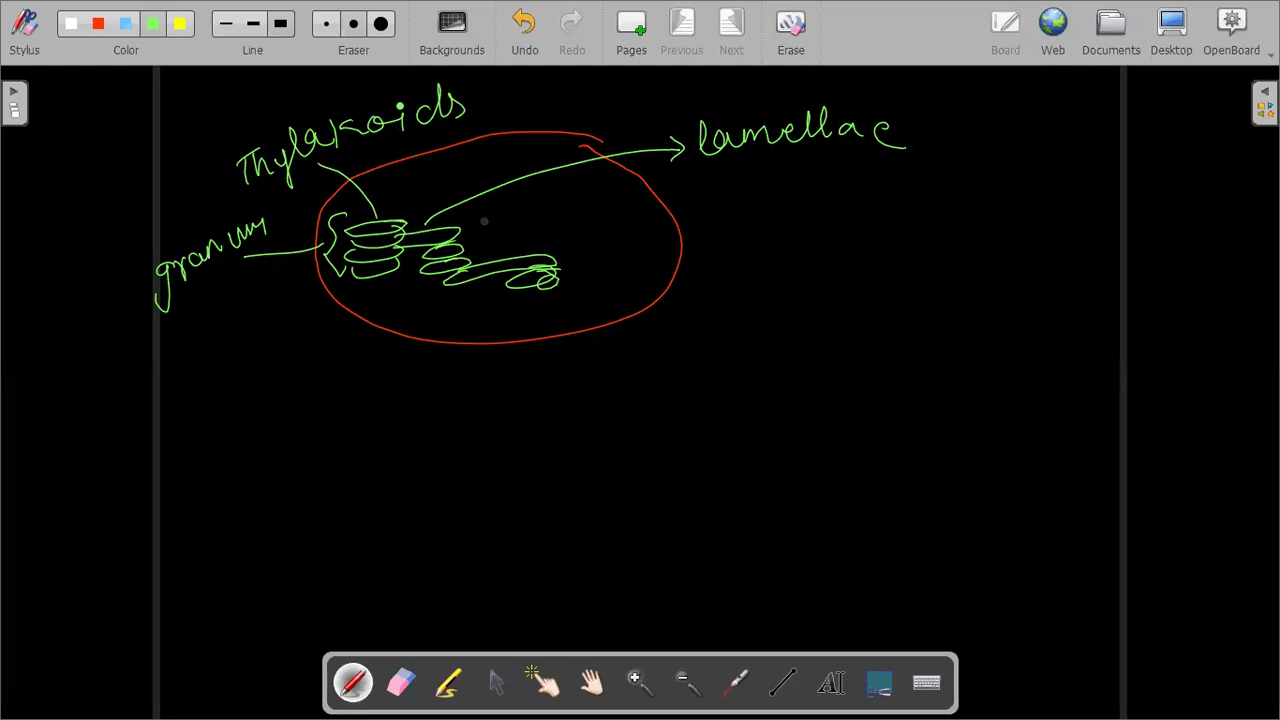 Stylus
Color
Line
Eraser
Backgrounds
Undo
Redo
Pages
Previous
Next
Erase
Board
Web
Documents
Desktop
OpenBoard
Thylakoids
lamellae
granum